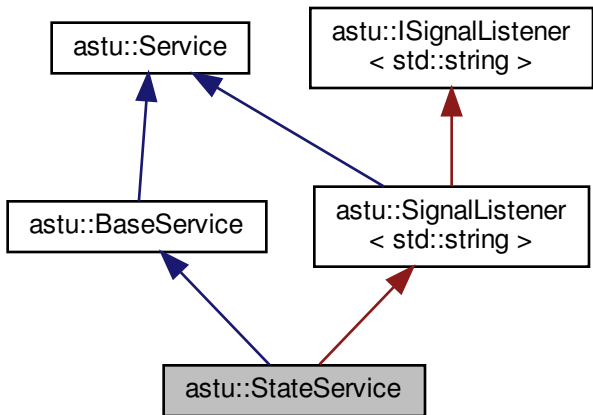 astu::Service
astu::ISignalListener
< std::string >
astu::BaseService
astu::SignalListener
< std::string >
astu::StateService